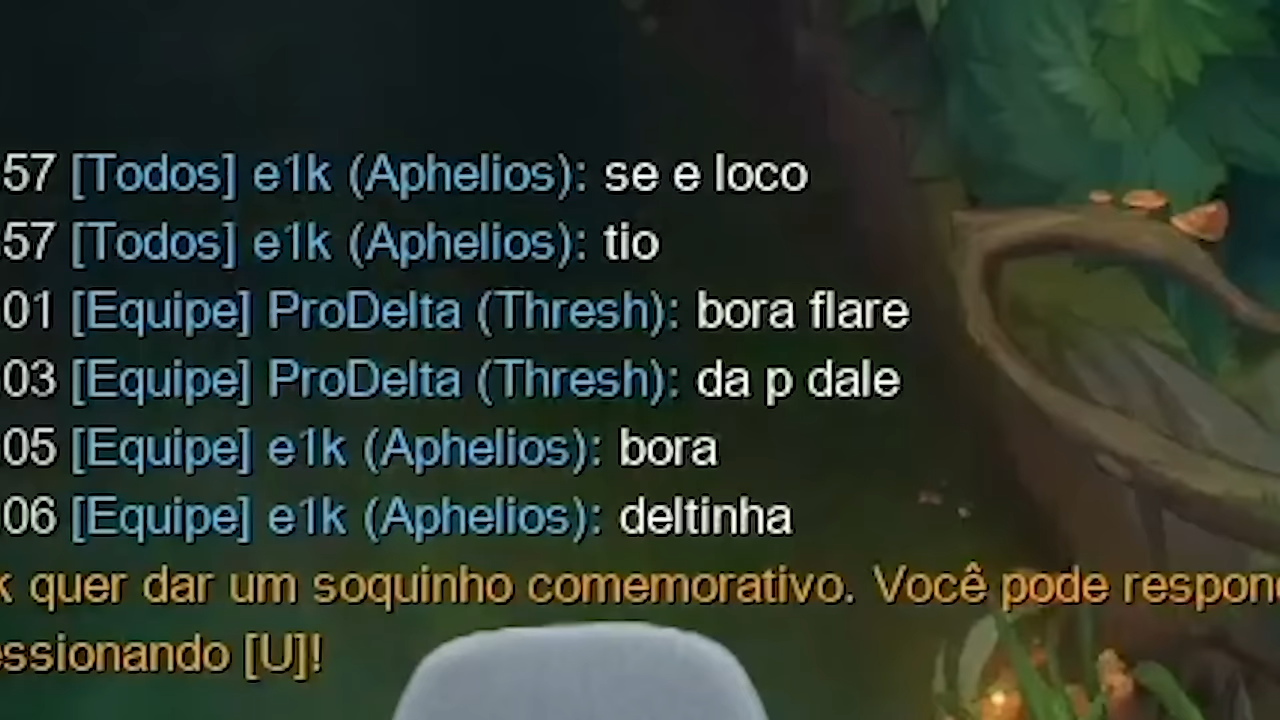 57 [Todos] e1k (Aphelios): se e loco
57 [Todos] e1k (Aphelios): tio
01 [Equipe] ProDelta (Thresh): bora flare
03 [Equipe] ProDelta (Thresh): da p dale
05 [Equipe] e1k (Aphelios): bora
06 [Equipe] e1k (Aphelios): deltinha
k quer dar um soquinho comemorativo. Você pode respon
essionando [U]!